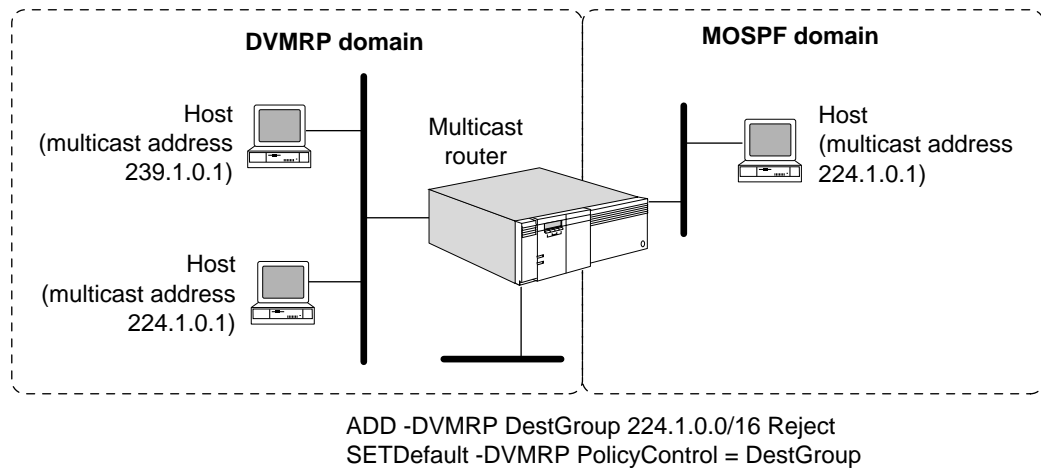 DVMRP domain
MOSPF domain
Host
(multicast address
239.1.0.1)
Multicast
router
Host
(multicast address
224.1.0.1)
Host
(multicast address
224.1.0.1)
ADD -DVMRP DestGroup 224.1.0.0/16 Reject
SETDefault -DVMRP PolicyControl = DestGroup